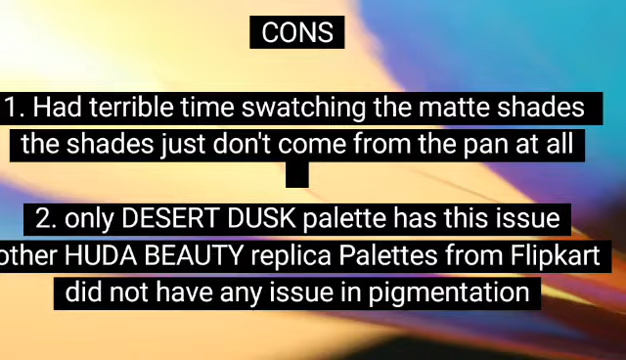 CONS
1. Had terrible time swatching the matte shades
the shades just don't come from the pan at all
2. only DESERT DUSK palette has this issue
other HUDA BEAUTY replica Palettes from Flipkart
did not have any issue in pigmentation